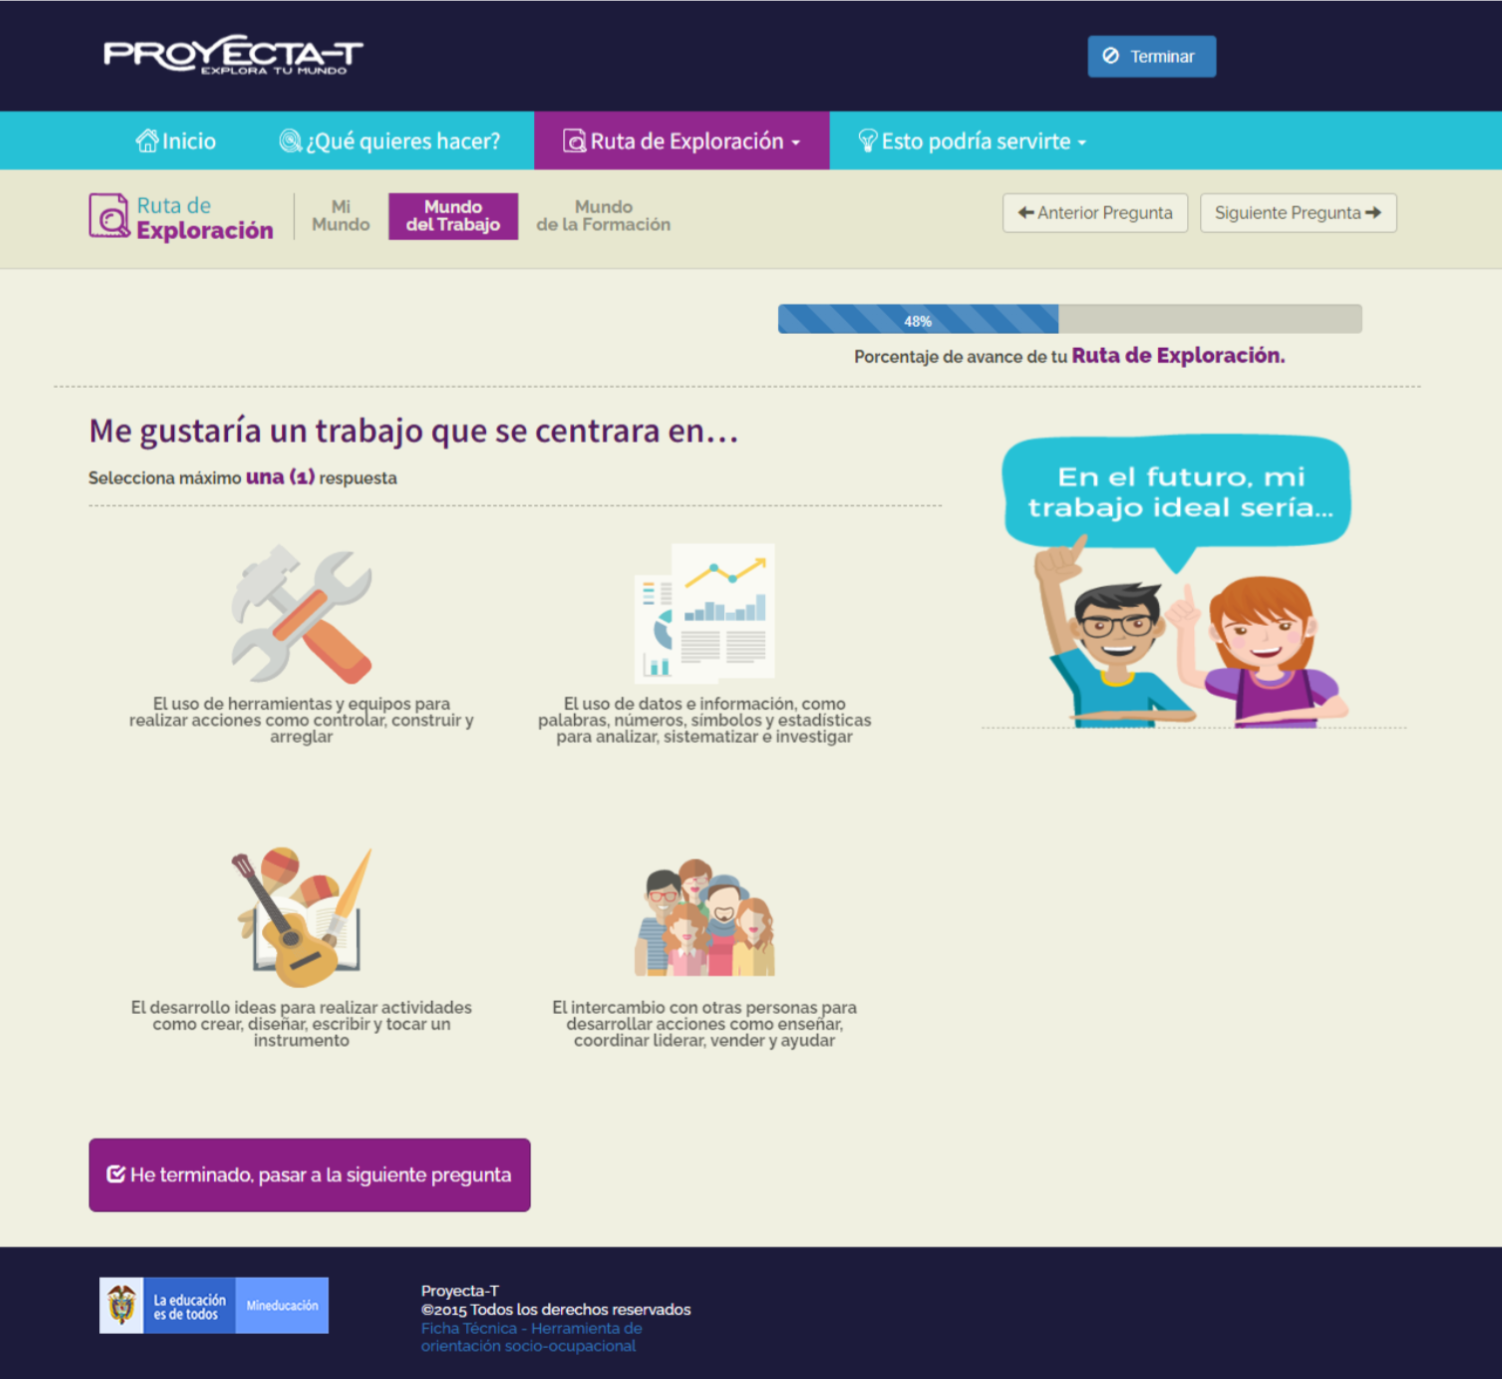 PROYECTA-T
EXPLORA TU MUNDO
Terminar
Inicio
¿Qué quieres hacer?
Ruta de Exploración
Esto podría servirte
Ruta de
Exploración
Mi
Mundo
Mundo
del Trabajo
Mundo
de la Formación
Anterior Pregunta
Siguiente Pregunta
48%
Porcentaje de avance de tu Ruta de Exploración.
Me gustaría un trabajo que se centrara en...
Selecciona máximo una (1) respuesta
En el futuro, mi
trabajo ideal sería...
El uso de herramientas y equipos para
realizar acciones como controlar, construir y
arreglar
El uso de datos e información, como
palabras, números, símbolos y estadísticas
para analizar, sistematizar e investigar
El desarrollo ideas para realizar actividades
como crear, diseñar, escribir y tocar un
instrumento
El intercambio con otras personas para
desarrollar acciones como enseñar,
coordinar liderar, vender y ayudar
He terminado, pasar a la siguiente pregunta
La educación
es de todos
Mineducación
Proyecta-T
©2015 Todos los derechos reservados
Ficha Técnica - Herramienta de
orientación socio-ocupacional